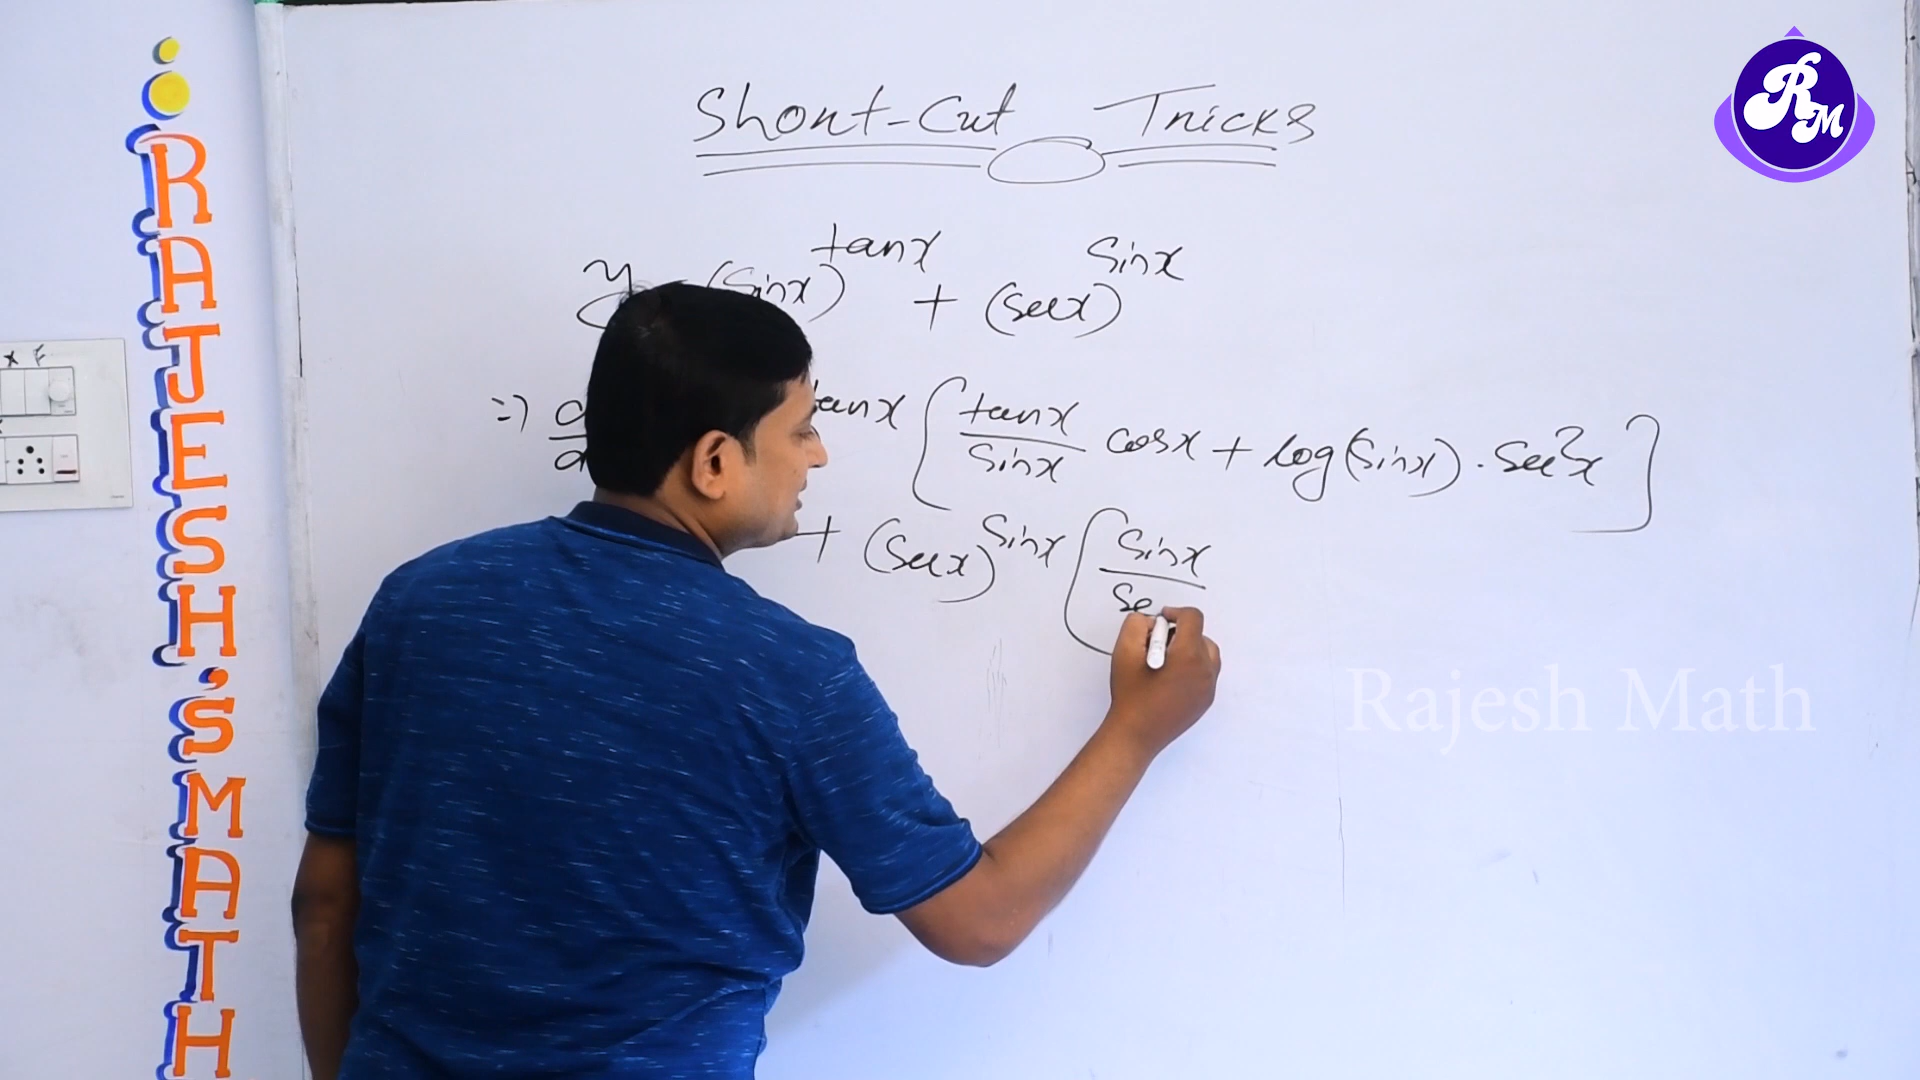 RAJESH'S MATH
RM
Short-Cut Tricks
y = (Sinx)^tanx + (secx)^Sinx
=> tanx [ tanx/Sinx cosx + log(Sinx) . Sec²x ]
+ (Secx)^Sinx [ Sinx/Se
Rajesh Math